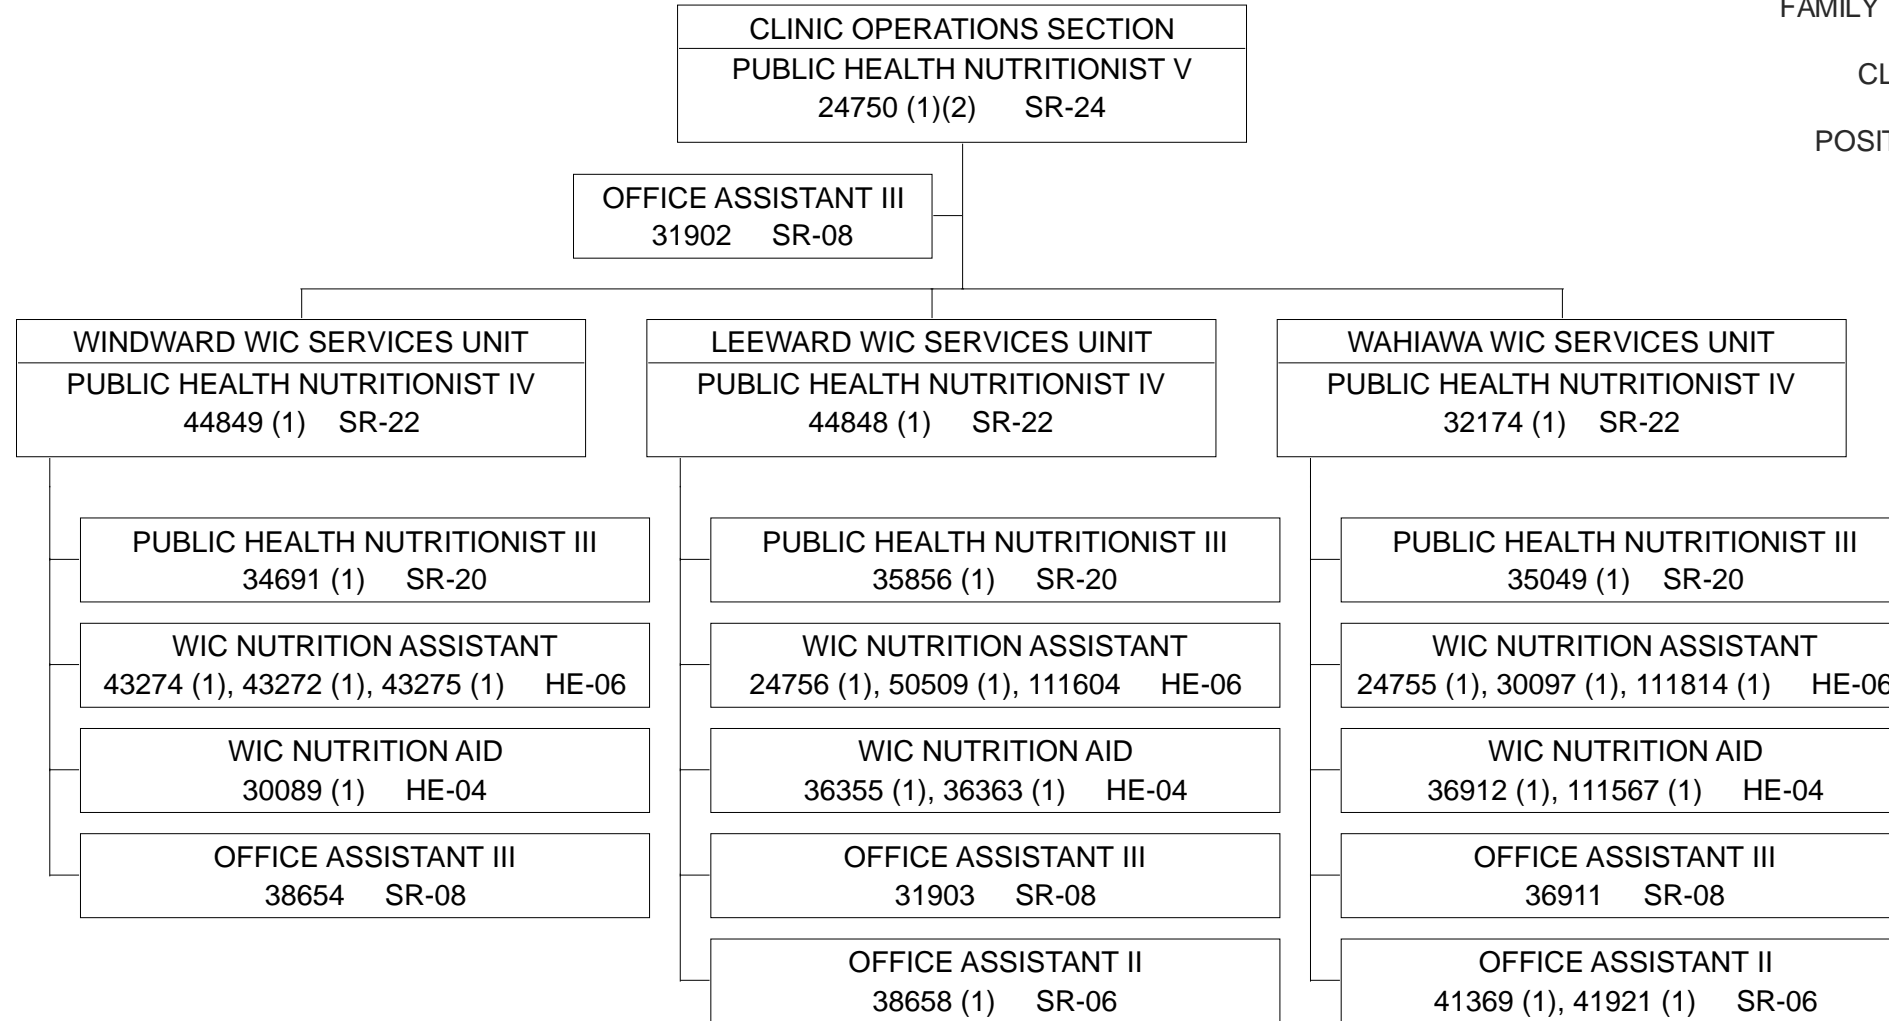 FAMILY
CL
POSIT
CLINIC OPERATIONS SECTION
PUBLIC HEALTH NUTRITIONIST V
24750 (1)(2) SR-24
OFFICE ASSISTANT III
31902 SR-08
WINDWARD WIC SERVICES UNIT
PUBLIC HEALTH NUTRITIONIST IV
44849 (1) SR-22
PUBLIC HEALTH NUTRITIONIST III
34691 (1) SR-20
WIC NUTRITION ASSISTANT
43274 (1), 43272 (1), 43275 (1) HE-06
WIC NUTRITION AID
30089 (1) HE-04
OFFICE ASSISTANT III
38654 SR-08
LEEWARD WIC SERVICES UINIT
PUBLIC HEALTH NUTRITIONIST IV
44848 (1) SR-22
PUBLIC HEALTH NUTRITIONIST III
35856 (1) SR-20
WIC NUTRITION ASSISTANT
24756 (1), 50509 (1), 111604 HE-06
WIC NUTRITION AID
36355 (1), 36363 (1) HE-04
OFFICE ASSISTANT III
31903 SR-08
OFFICE ASSISTANT II
38658 (1) SR-06
WAHIAWA WIC SERVICES UNIT
PUBLIC HEALTH NUTRITIONIST IV
32174 (1) SR-22
PUBLIC HEALTH NUTRITIONIST III
35049 (1) SR-20
WIC NUTRITION ASSISTANT
24755 (1), 30097 (1), 111814 (1) HE-06
WIC NUTRITION AID
36912 (1), 111567 (1) HE-04
OFFICE ASSISTANT III
36911 SR-08
OFFICE ASSISTANT II
41369 (1), 41921 (1) SR-06